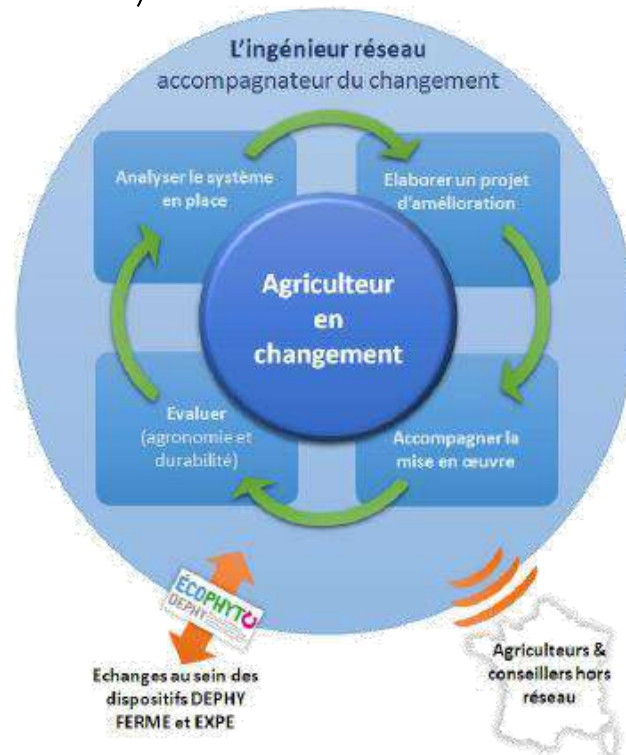 L'ingénieur réseau
accompagnateur du changement
Analyser le système
en place
Elaborer un projet
d'amélioration
Agriculteur
en
changement
Evaluer
(agronomie et
durabilité)
Accompagner la
mise en œuvre
ÉCOPHYTO
DEPHY
Echanges au sein des
dispositifs DEPHY
FERME et EXPE
Agriculteurs &
conseillers hors
réseau